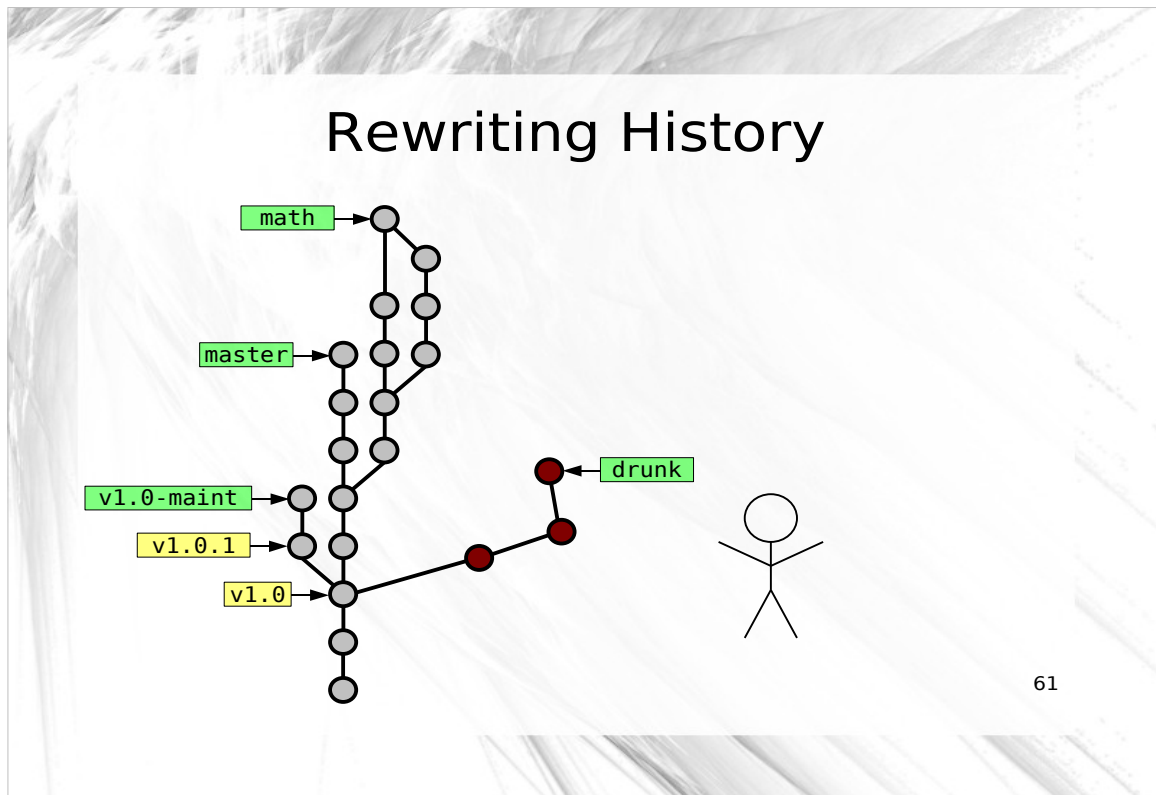 Rewriting History
math
master
drunk
v1.0-maint
v1.0.1
v1.0
61